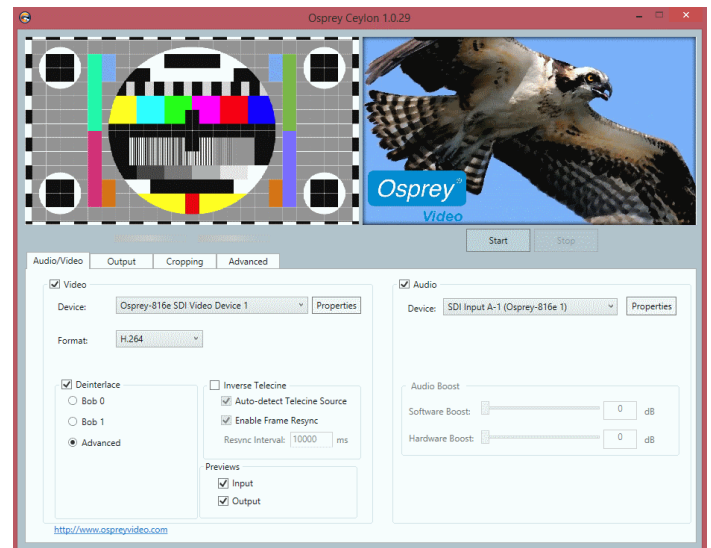 Osprey Ceylon 1.0.29
Osprey®
Video
Start Stop
Audio/Video Output Cropping Advanced
Video
Device: Osprey-816e SDI Video Device 1 Properties
Format: H.264
Deinterlace
Bob 0
Bob 1
Advanced
Inverse Telecine
Auto-detect Telecine Source
Enable Frame Resync
Resync Interval: 10000 ms
Previews
Input
Output
http://www.ospreyvideo.com
Audio
Device: SDI Input A-1 (Osprey-816e 1) Properties
Audio Boost
Software Boost: 0 dB
Hardware Boost: 0 dB